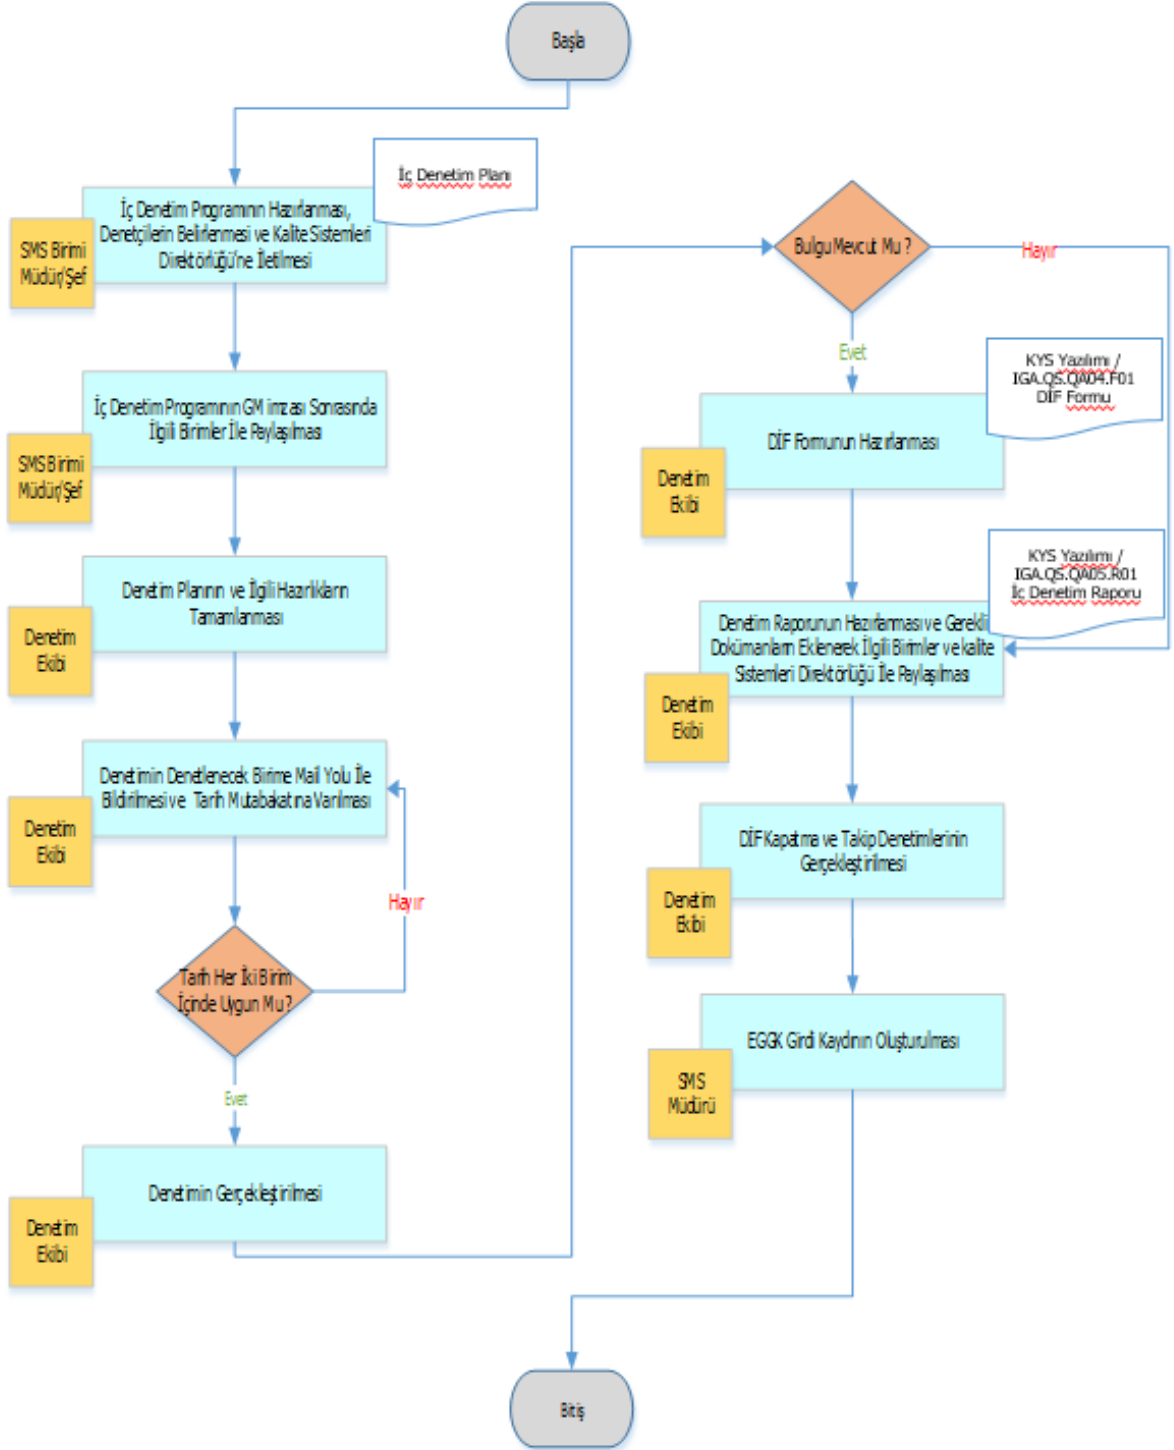 Başla
İç Denetim Planı
İç Denetim Programının Hazırlanması,
Denetçilerin Belirlenmesi ve Kalite Sistemleri
Direktörlüğü'ne İletilmesi
SMS Birimi
Müdür/Şef
İç Denetim Programının GM imzası Sonrasında
İlgili Birimler İle Paylaşılması
SMS Birimi
Müdür/Şef
Denetim Planının ve İlgili Hazırlıkların
Tamamlanması
Denetim
Ekibi
Denetimin Denetlenecek Birime Mail Yolu İle
Bildirilmesi ve Tarih Mutabakatına Varılması
Denetim
Ekibi
Hayır
Tarih Her İki Birim
İçinde Uygun Mu?
Evet
Denetimin Gerçekleştirilmesi
Denetim
Ekibi
Bulgu Mevcut Mu ?
Hayır
Evet
KYS Yazılımı /
IGA.QS.QA04.F01
DİF Formu
DİF Formunun Hazırlanması
Denetim
Ekibi
KYS Yazılımı /
IGA.QS.QA05.R01
İç Denetim Raporu
Denetim Raporunun Hazırlanması ve Gerekli
Dokümanların Eklenerek İlgili Birimler ve kalite
Sistemleri Direktörlüğü İle Paylaşılması
Denetim
Ekibi
DİF Kapatma ve Takip Denetimlerinin
Gerçekleştirilmesi
Denetim
Ekibi
EGGK Girdi Kaydının Oluşturulması
SMS
Müdürü
Bitiş